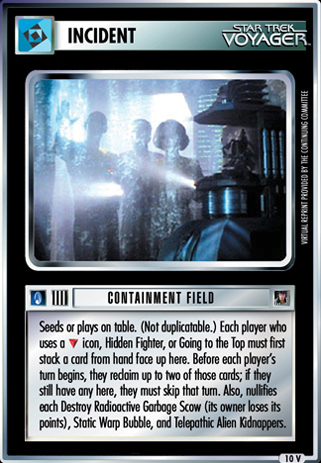 INCIDENT
STAR TREK
VOYAGER
VIRTUAL REPRINT PROVIDED BY THE CONTINUING COMMITTEE
CONTAINMENT FIELD
Seeds or plays on table. (Not duplicatable.) Each player who
uses a ▼ icon, Hidden Fighter, or Going to the Top must first
stack a card from hand face up here. Before each player's
turn begins, they reclaim up to two of those cards; if they
still have any here, they must skip that turn. Also, nullifies
each Destroy Radioactive Garbage Scow (its owner loses its
points), Static Warp Bubble, and Telepathic Alien Kidnappers.
10 V